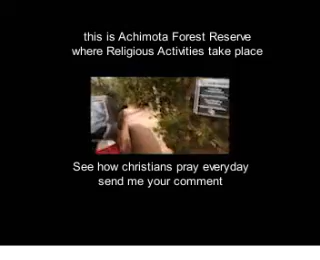 this is Achimota Forest Reserve
where Religious Activities take place
See how christians pray everyday
send me your comment